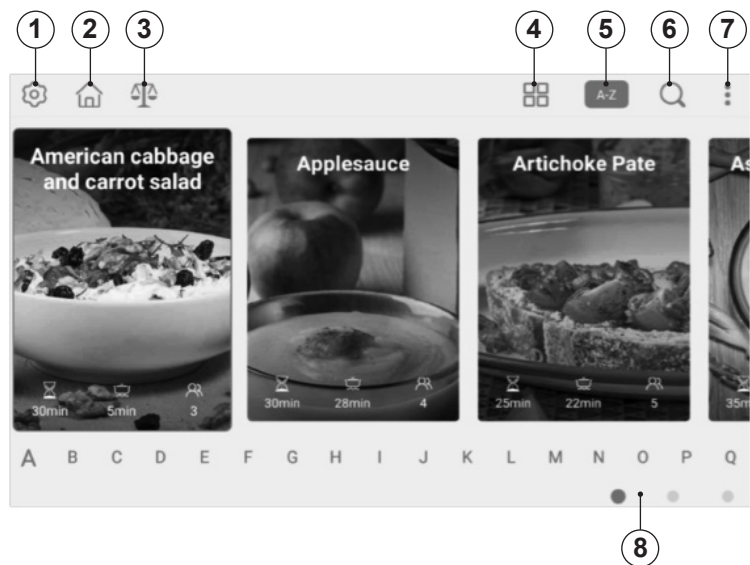 1 2 3 4 5 6 7
A-Z
American cabbage
and carrot salad
30min 5min 3
Applesauce
30min 28min 4
Artichoke Pate
25min 22min 5
As
35m
A B C D E F G H I J K L M N O P Q
8